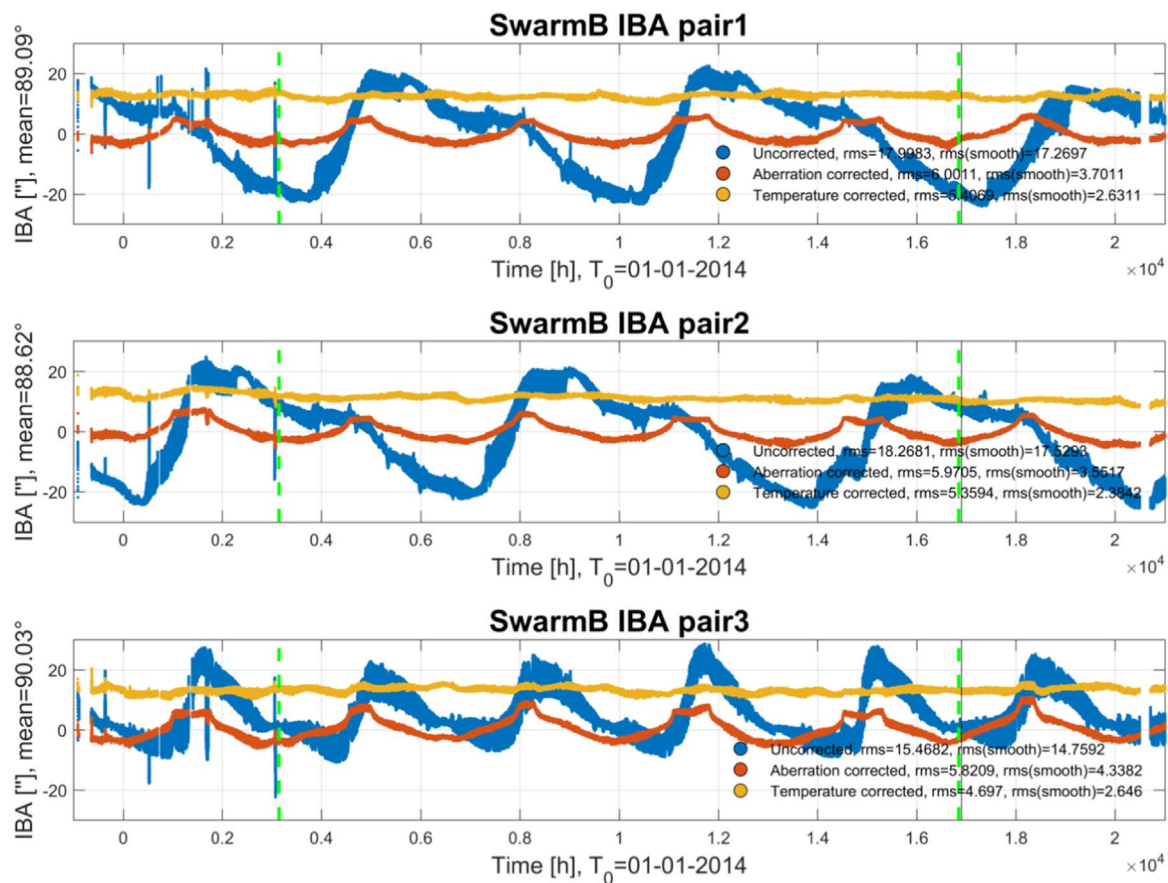 SwarmB IBA pair1
IBA ["], mean=89.09°
20
0
-20
Uncorrected, rms=17.9983, rms(smooth)=17.2697
Aberration corrected, rms=6.0011, rms(smooth)=3.7011
Temperature corrected, rms=5.4069, rms(smooth)=2.6311
0 0.2 0.4 0.6 0.8 1 1.2 1.4 1.6 1.8 2
×10⁴
Time [h], T₀=01-01-2014
SwarmB IBA pair2
IBA ["], mean=88.62°
20
0
-20
Uncorrected, rms=18.2681, rms(smooth)=17.5293
Aberration corrected, rms=5.9705, rms(smooth)=3.5517
Temperature corrected, rms=5.3594, rms(smooth)=2.3842
0 0.2 0.4 0.6 0.8 1 1.2 1.4 1.6 1.8 2
×10⁴
Time [h], T₀=01-01-2014
SwarmB IBA pair3
IBA ["], mean=90.03°
20
0
-20
Uncorrected, rms=15.4682, rms(smooth)=14.7592
Aberration corrected, rms=5.8209, rms(smooth)=4.3382
Temperature corrected, rms=4.697, rms(smooth)=2.646
0 0.2 0.4 0.6 0.8 1 1.2 1.4 1.6 1.8 2
×10⁴
Time [h], T₀=01-01-2014